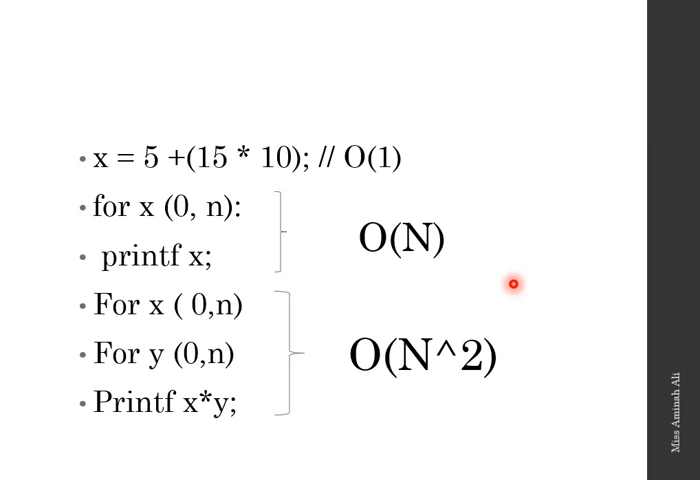 • x = 5 +(15 * 10); // O(1)
• for x (0, n):
• printf x;
O(N)
• For x ( 0,n)
• For y (0,n)
• Printf x*y;
O(N^2)
Miss Aminah Ali